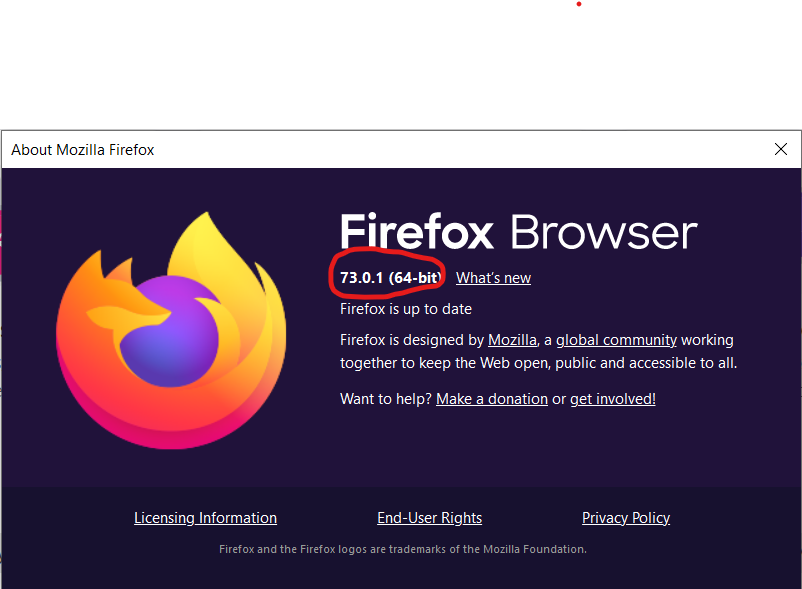 About Mozilla Firefox
Firefox Browser
73.0.1 (64-bit) What's new
Firefox is up to date
Firefox is designed by Mozilla, a global community working
together to keep the Web open, public and accessible to all.
Want to help? Make a donation or get involved!
Licensing Information End-User Rights Privacy Policy
Firefox and the Firefox logos are trademarks of the Mozilla Foundation.